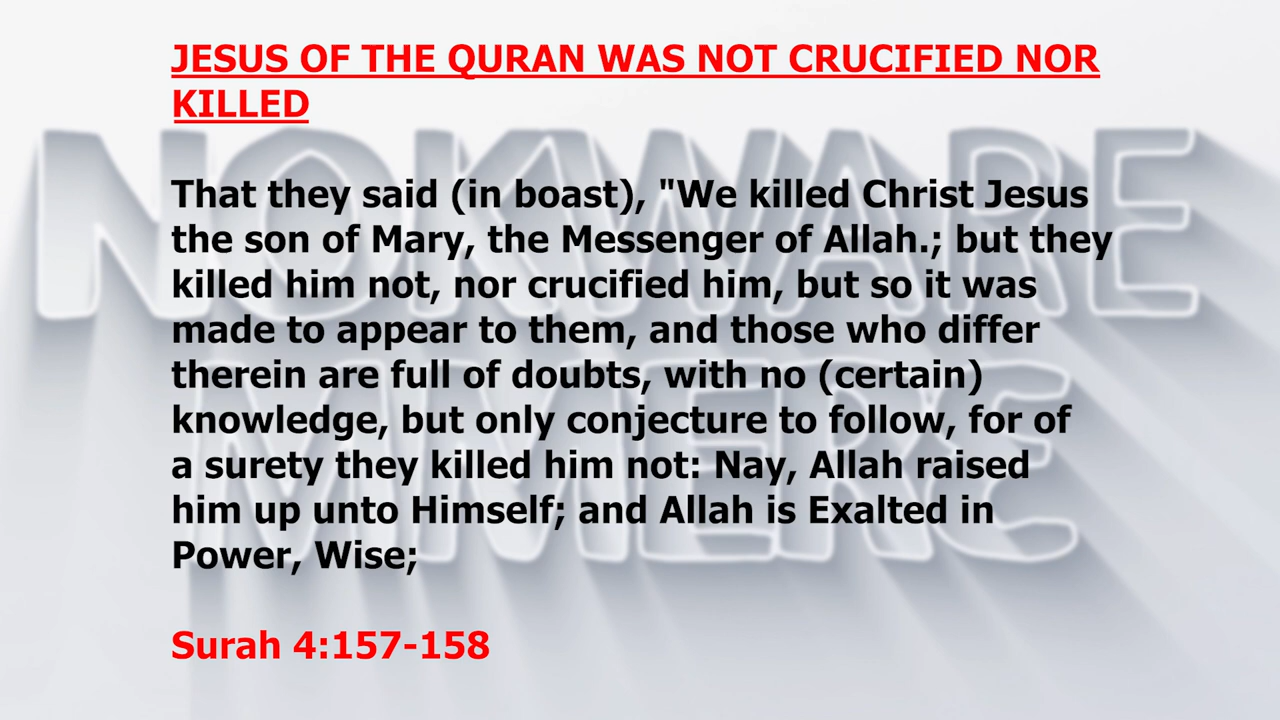 JESUS OF THE QURAN WAS NOT CRUCIFIED NOR
KILLED
NOKWARE
MMERE
That they said (in boast), "We killed Christ Jesus
the son of Mary, the Messenger of Allah.; but they
killed him not, nor crucified him, but so it was
made to appear to them, and those who differ
therein are full of doubts, with no (certain)
knowledge, but only conjecture to follow, for of
a surety they killed him not: Nay, Allah raised
him up unto Himself; and Allah is Exalted in
Power, Wise;
Surah 4:157-158